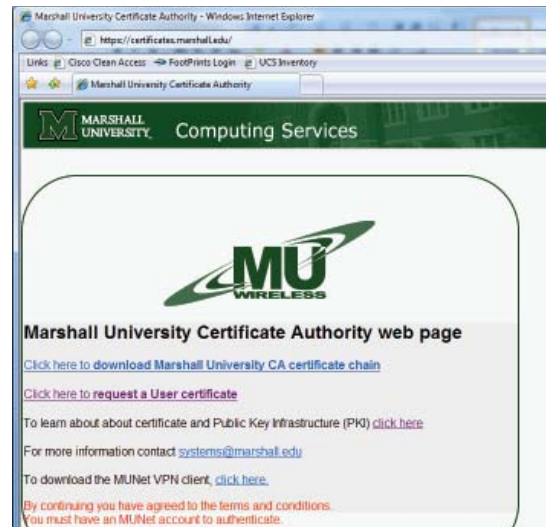 Marshall University Certificate Authority - Windows Internet Explorer
https://certificates.marshall.edu/
Links Cisco Clean Access FootPrints Login UCS Inventory
Marshall University Certificate Authority
MARSHALL
UNIVERSITY
Computing Services
MU
WIRELESS
Marshall University Certificate Authority web page
Click here to download Marshall University CA certificate chain
Click here to request a User certificate
To learn about about certificate and Public Key Infrastructure (PKI) click here
For more information contact systems@marshall.edu
To download the MUNet VPN client, click here.
By continuing you have agreed to the terms and conditions.
You must have an MUNet account to authenticate.